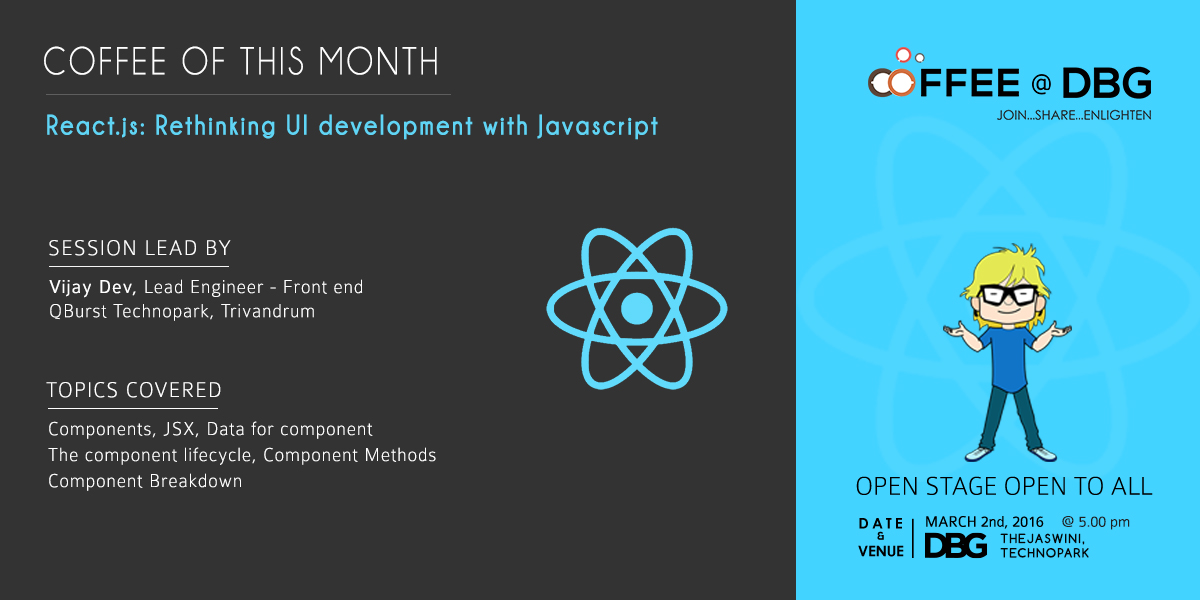 COFFEE OF THIS MONTH
React.js: Rethinking UI development with Javascript
SESSION LEAD BY
Vijay Dev, Lead Engineer - Front end
QBurst Technopark, Trivandrum
TOPICS COVERED
Components, JSX, Data for component
The component lifecycle, Component Methods
Component Breakdown
COFFEE @ DBG
JOIN...SHARE...ENLIGHTEN
OPEN STAGE OPEN TO ALL
DATE & VENUE
MARCH 2nd, 2016 @ 5.00 pm
DBG THEJASWINI,
TECHNOPARK